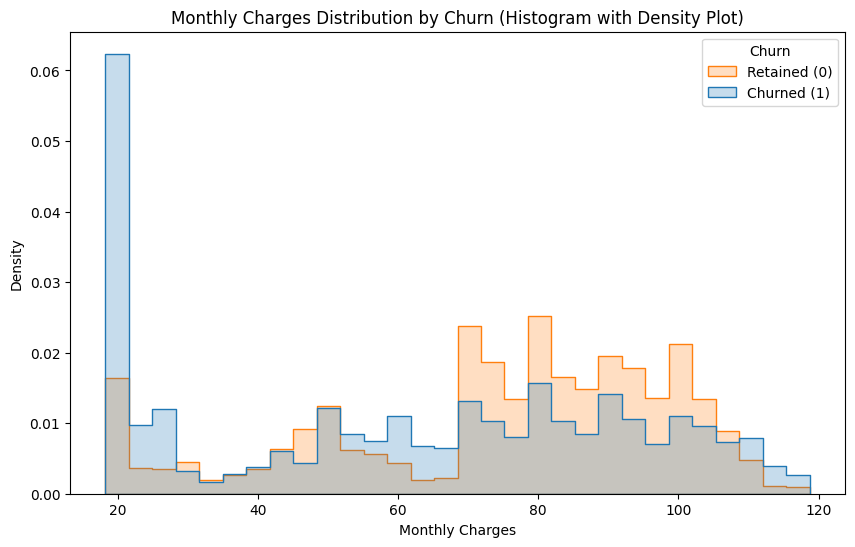 Monthly Charges Distribution by Churn (Histogram with Density Plot)
Churn
Retained (0)
Churned (1)
Density
0.06
0.05
0.04
0.03
0.02
0.01
0.00
20 40 60 80 100 120
Monthly Charges